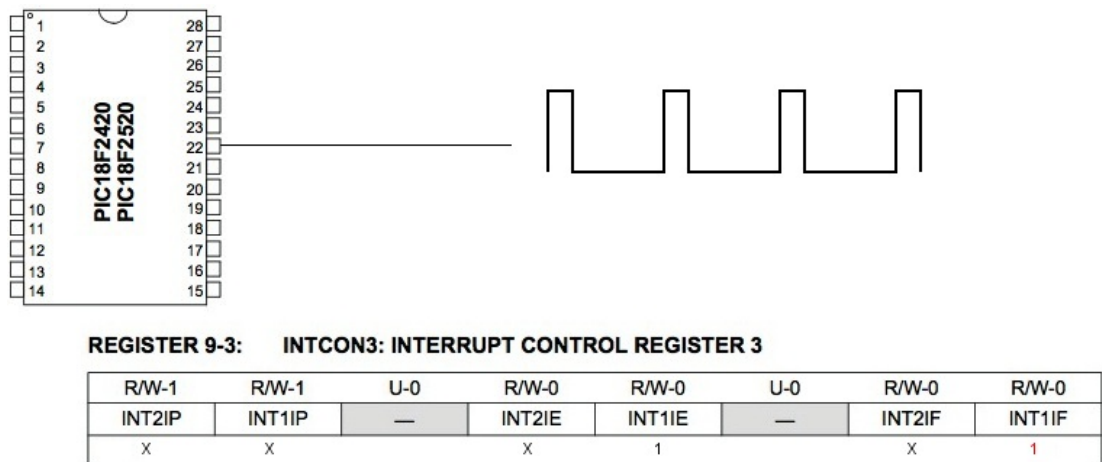 1 28
2 27
3 26
4 25
5 24
6 23
7 22
8 21
9 20
10 19
11 18
12 17
13 16
14 15
PIC18F2420
PIC18F2520
REGISTER 9-3: INTCON3: INTERRUPT CONTROL REGISTER 3
R/W-1 R/W-1 U-0 R/W-0 R/W-0 U-0 R/W-0 R/W-0
INT2IP INT1IP — INT2IE INT1IE — INT2IF INT1IF
X X X 1 X 1